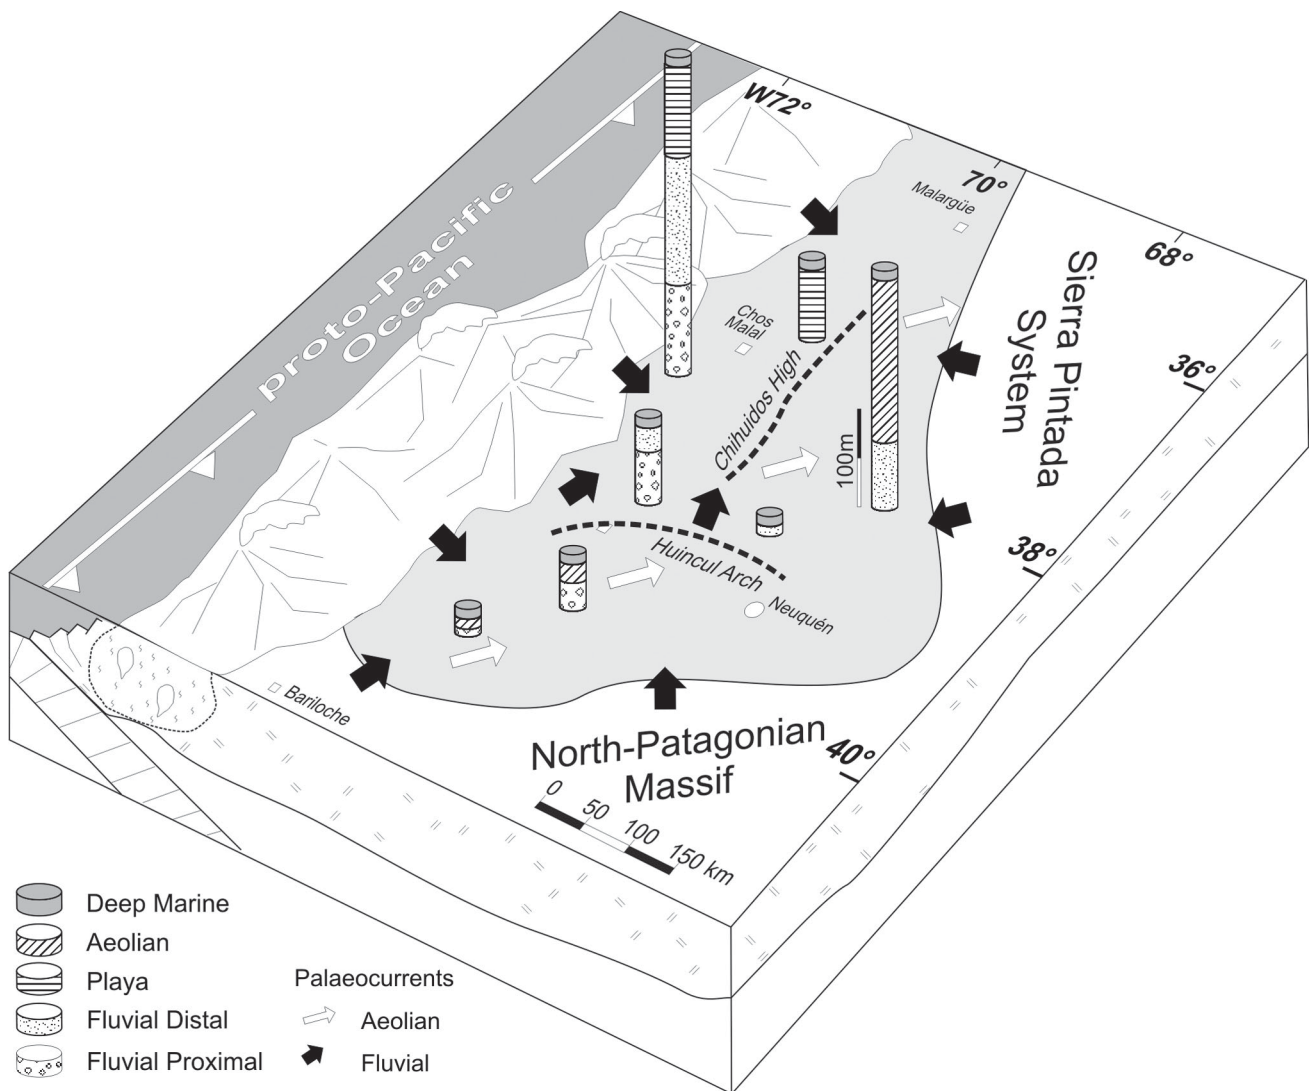 W72°
70°
Malargüe
68°
proto-Pacific
Ocean
Sierra Pintada
System
36°
Chos
Malal
Chihuidos High
100m
38°
Huincul Arch
Neuquén
Bariloche
North-Patagonian
Massif
40°
0 50 100 150 km
Deep Marine
Aeolian
Playa
Fluvial Distal
Fluvial Proximal
Palaeocurrents
Aeolian
Fluvial